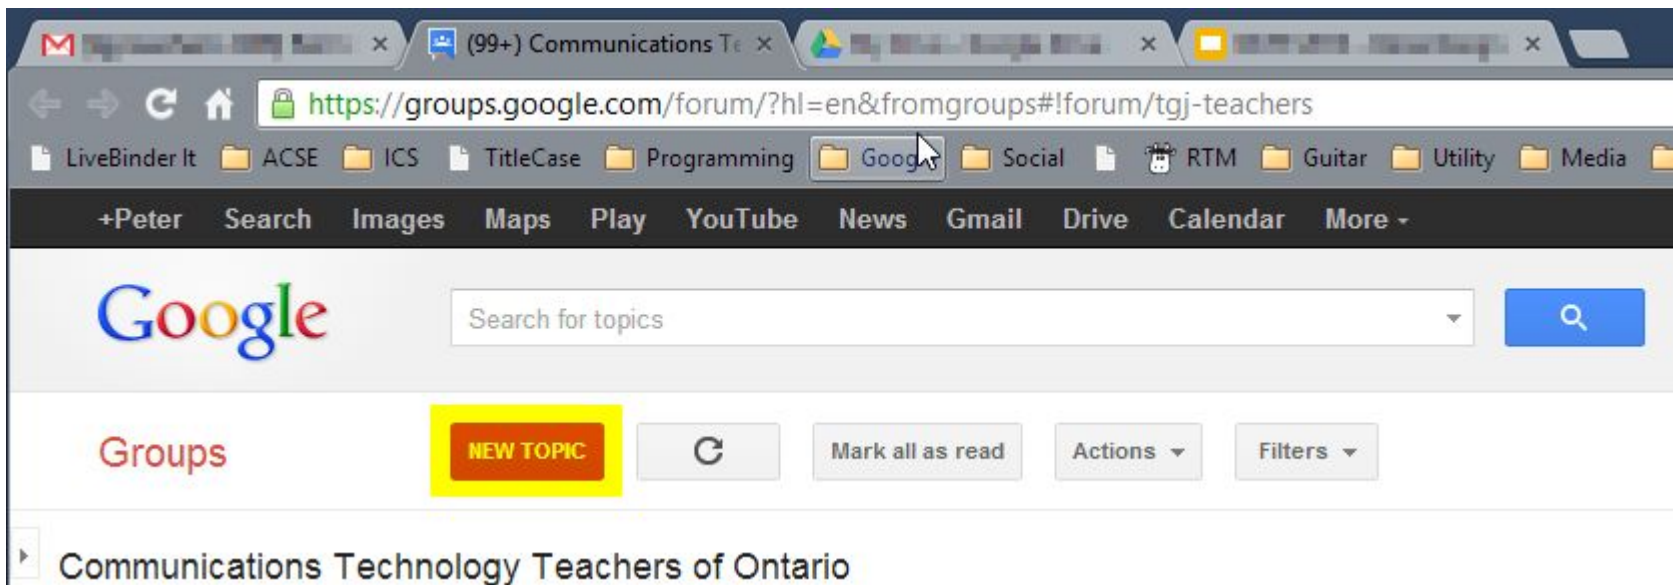 (99+) Communications Te
https://groups.google.com/forum/?hl=en&fromgroups#!forum/tgj-teachers
LiveBinder It ACSE ICS TitleCase Programming Goog Social RTM Guitar Utility Media
+Peter Search Images Maps Play YouTube News Gmail Drive Calendar More
Google Search for topics
Groups NEW TOPIC Mark all as read Actions Filters
Communications Technology Teachers of Ontario